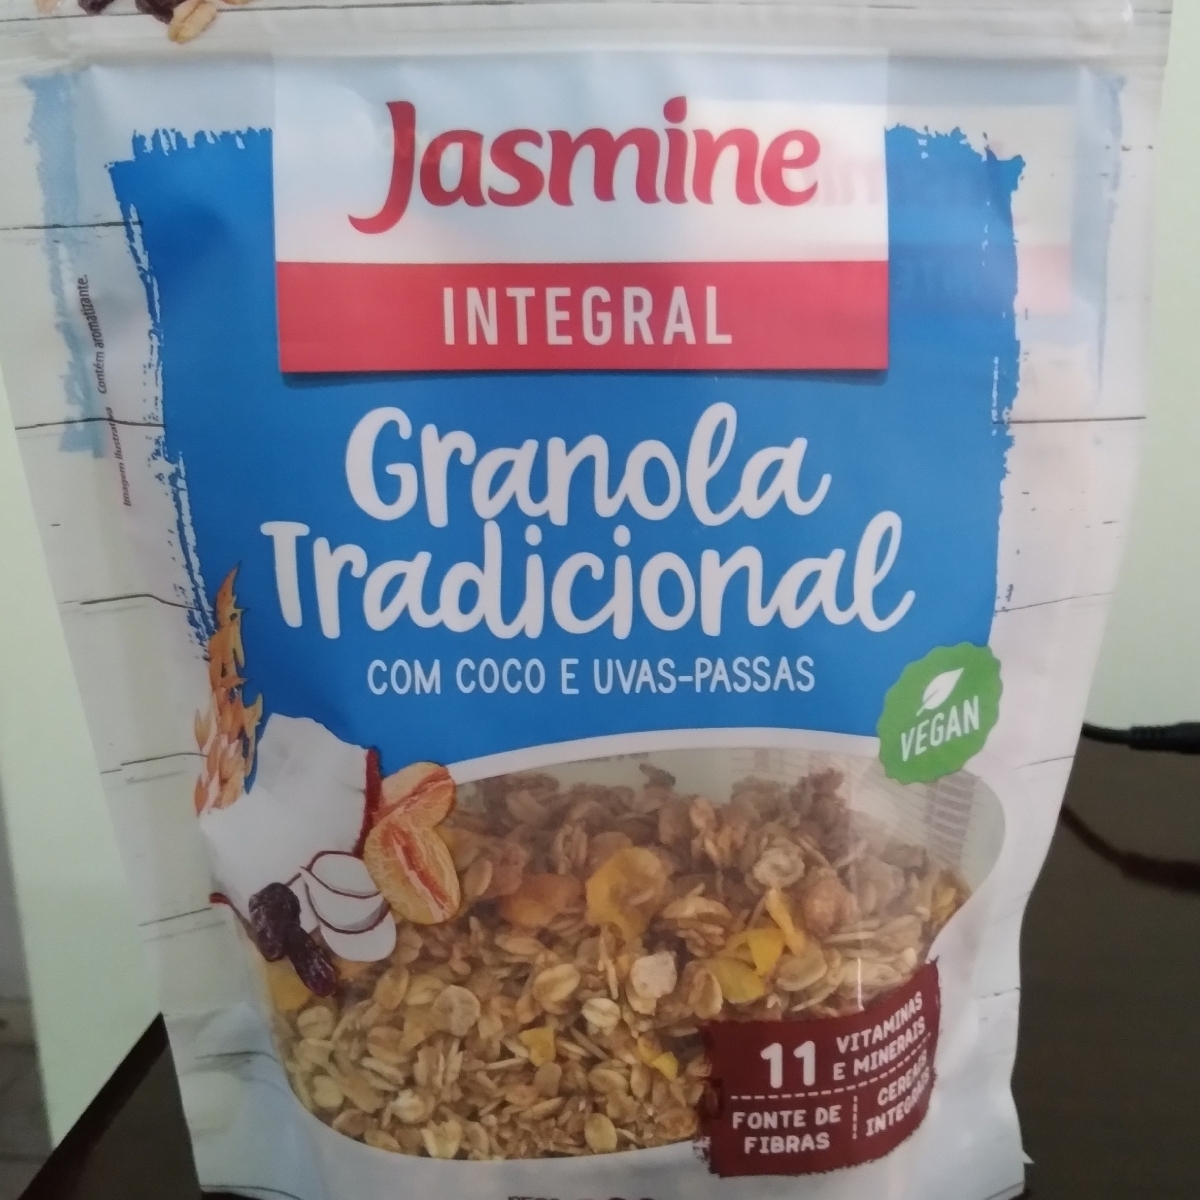 Jasmine
INTEGRAL
Granola
Tradicional
COM COCO E UVAS-PASSAS
VEGAN
Imagem ilustrativa contém aromatizante.
11 VITAMINAS
E MINERAIS
FONTE DE
FIBRAS
CEREAIS
INTEGRAIS